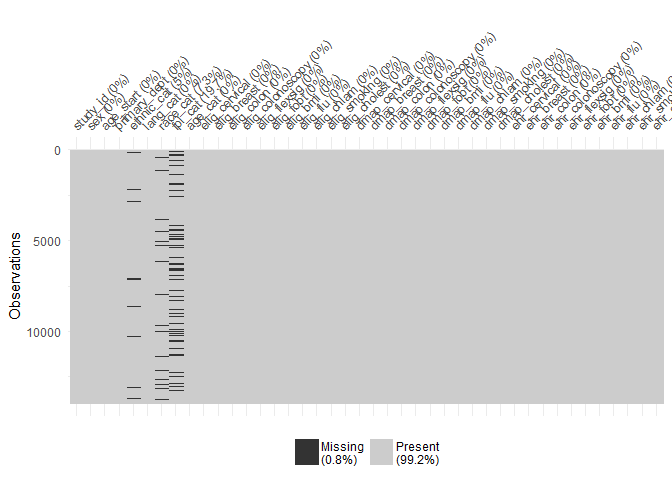 study_id (0%)
sex (0%)
age_start (0%)
primary_dept (0%)
ethnic_cat (5%)
lang_cat (0%)
race_cat
fpl_cat
age_cat (0%)
elig_cervical (0%)
elig_breast (0%)
elig_colon (0%)
elig_colonoscopy (0%)
elig_flexsig (0%)
elig_fobt (0%)
elig_bmi (0%)
elig_flu (0%)
elig_chlam (0%)
elig_smoking (0%)
elig_cholest (0%)
dmap_cervical (0%)
dmap_breast (0%)
dmap_colon (0%)
dmap_colonoscopy (0%)
dmap_flexsig (0%)
dmap_fobt (0%)
dmap_bmi (0%)
dmap_flu (0%)
dmap_chlam (0%)
dmap_smoking (0%)
dmap_cholest (0%)
ehr_cervical (0%)
ehr_breast (0%)
ehr_colon (0%)
ehr_colonoscopy (0%)
ehr_flexsig (0%)
ehr_fobt (0%)
ehr_bmi (0%)
ehr_flu (0%)
ehr_chlam (0%)
0
5000
10000
Observations
Missing
(0.8%)
Present
(99.2%)